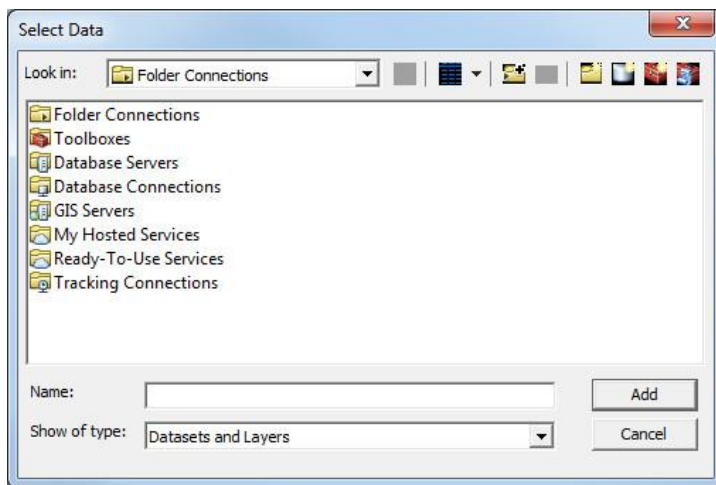 Select Data
Look in: Folder Connections
Folder Connections
Toolboxes
Database Servers
Database Connections
GIS Servers
My Hosted Services
Ready-To-Use Services
Tracking Connections
Name:
Add
Show of type: Datasets and Layers
Cancel